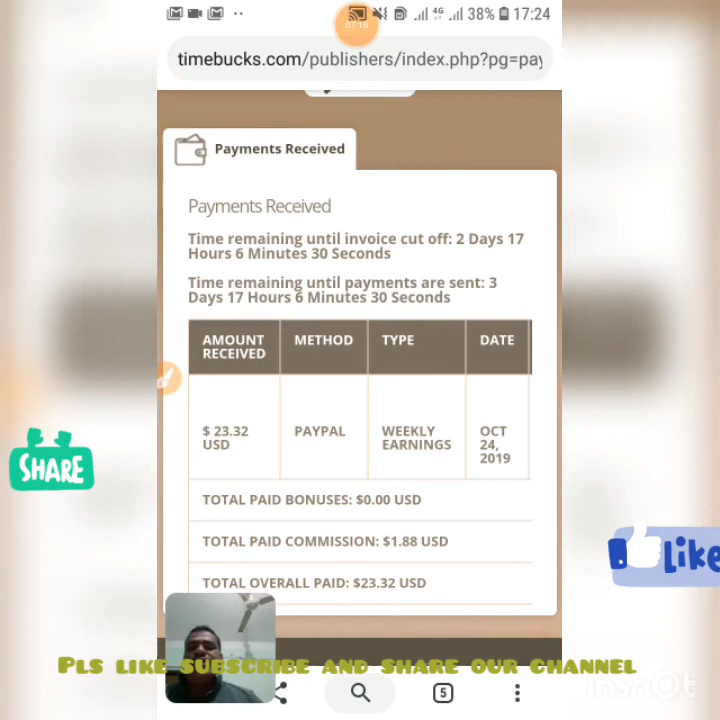 38% 17:24
07:15
timebucks.com/publishers/index.php?pg=pay
Payments Received
Payments Received
Time remaining until invoice cut off: 2 Days 17
Hours 6 Minutes 30 Seconds
Time remaining until payments are sent: 3
Days 17 Hours 6 Minutes 30 Seconds
AMOUNT RECEIVED METHOD TYPE DATE
$ 23.32 USD PAYPAL WEEKLY EARNINGS OCT 24, 2019
TOTAL PAID BONUSES: $0.00 USD
TOTAL PAID COMMISSION: $1.88 USD
TOTAL OVERALL PAID: $23.32 USD
SHARE
Like
PLS LIKE SUBSCRIBE AND SHARE OUR CHANNEL
5